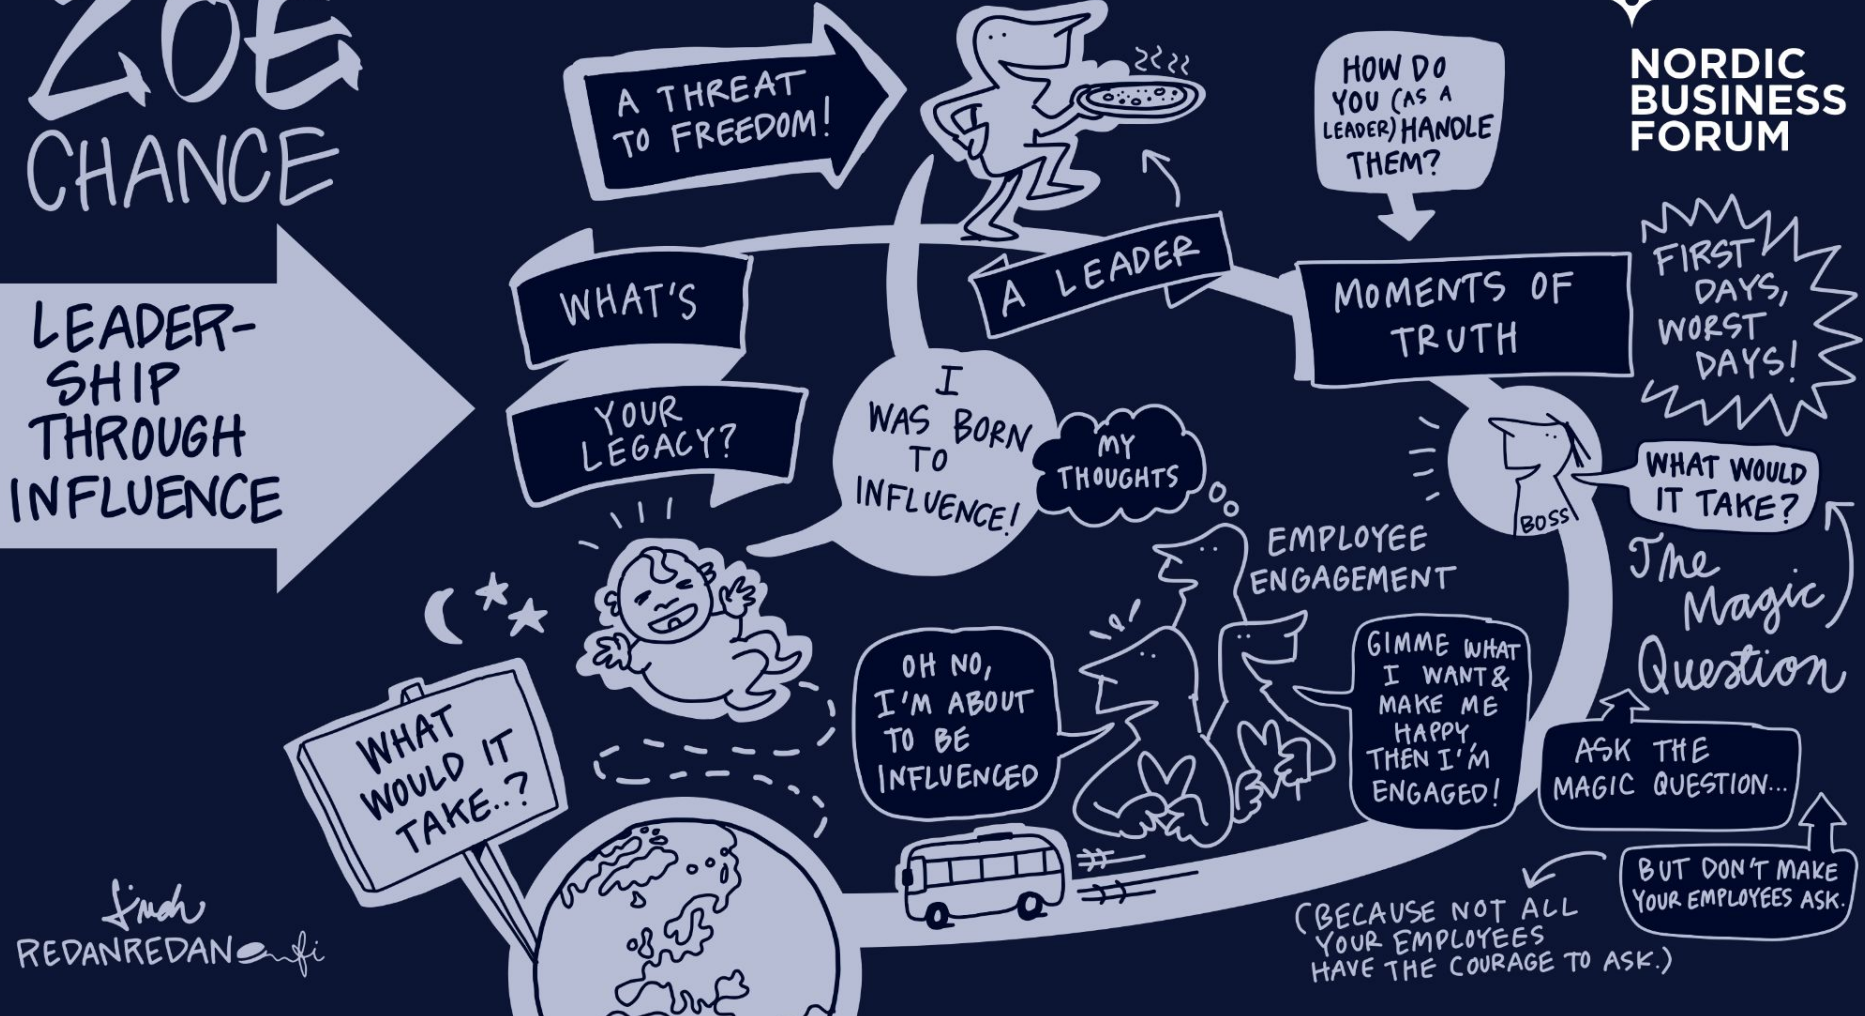 ZOE
CHANCE
LEADER-
SHIP
THROUGH
INFLUENCE
A THREAT
TO FREEDOM!
WHAT'S
YOUR
LEGACY?
A LEADER
I
WAS BORN
TO
INFLUENCE!
HOW DO
YOU (AS A
LEADER) HANDLE
THEM?
NORDIC
BUSINESS
FORUM
MOMENTS OF
TRUTH
FIRST
DAYS,
WORST
DAYS!
MY
THOUGHTS
BOSS
WHAT WOULD
IT TAKE?
The
Magic
Question
EMPLOYEE
ENGAGEMENT
OH NO,
I'M ABOUT
TO BE
INFLUENCED
GIMME WHAT
I WANT &
MAKE ME
HAPPY,
THEN I'M
ENGAGED!
ASK THE
MAGIC QUESTION...
BUT DON'T MAKE
YOUR EMPLOYEES ASK.
(BECAUSE NOT ALL
YOUR EMPLOYEES
HAVE THE COURAGE TO ASK.)
WHAT
WOULD IT
TAKE..?
REDANREDAN